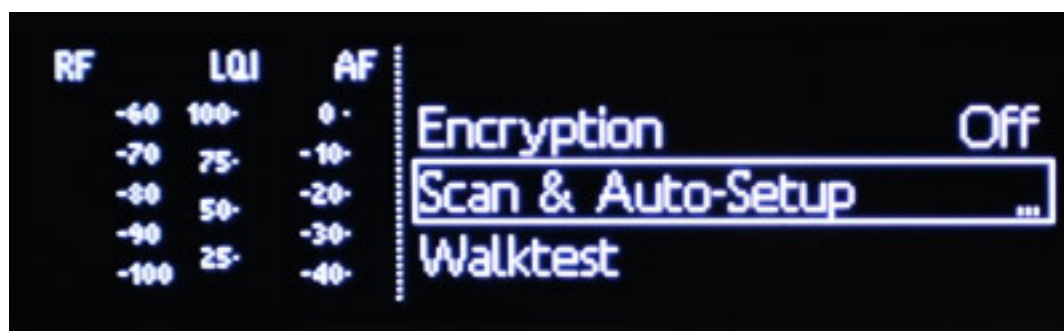 RF LQI AF
-60 100- 0 -
-70 75- -10-
-80 50- -20-
-90 25- -30-
-100 -40-
Encryption Off
Scan & Auto-Setup ...
Walktest